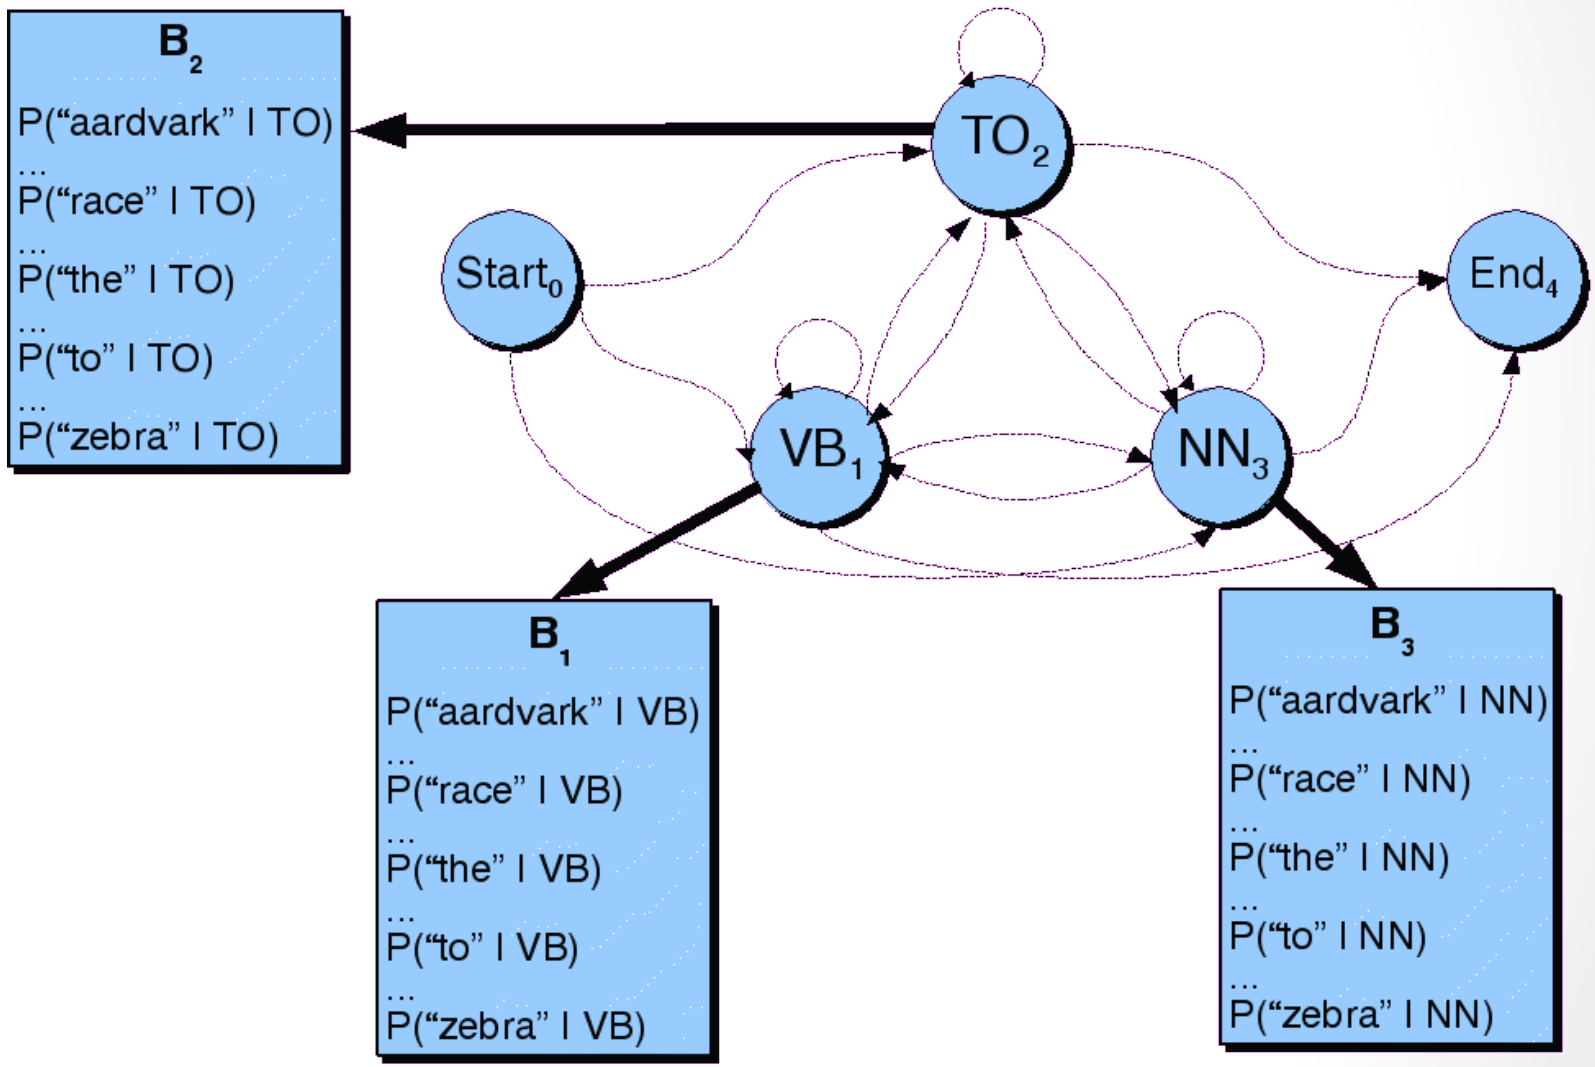 B₂
P(“aardvark” | TO)
...
P(“race” | TO)
...
P(“the” | TO)
...
P(“to” | TO)
...
P(“zebra” | TO)
TO₂
Start₀
End₄
VB₁
NN₃
B₁
P(“aardvark” | VB)
...
P(“race” | VB)
...
P(“the” | VB)
...
P(“to” | VB)
...
P(“zebra” | VB)
B₃
P(“aardvark” | NN)
...
P(“race” | NN)
...
P(“the” | NN)
...
P(“to” | NN)
...
P(“zebra” | NN)